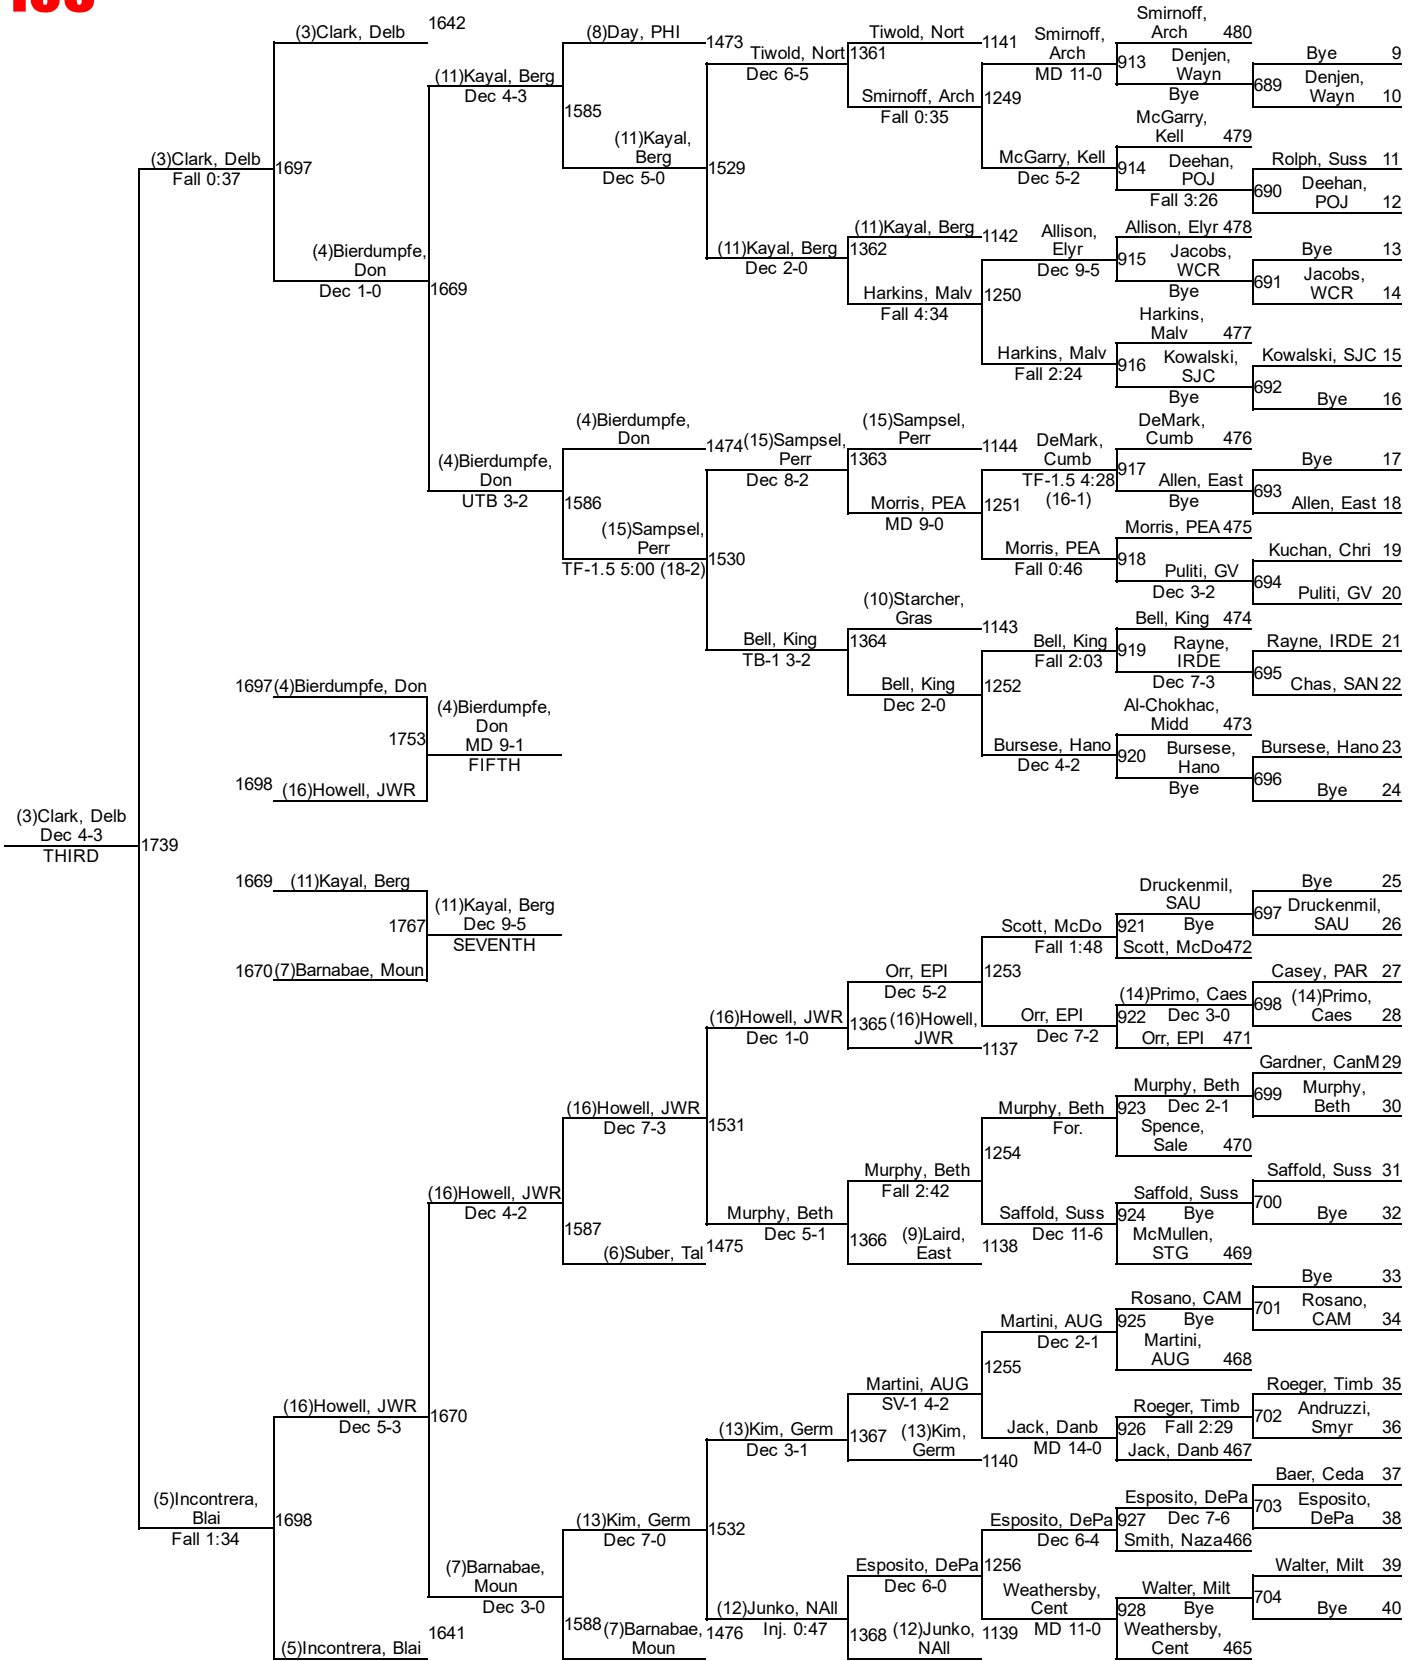 (3)Clark, Delb
1642
(11)Kayal, Berg
Dec 4-3
(8)Day, PHI
1473
1585
(11)Kayal,
Berg
Dec 5-0
Tiwold, Nort
Dec 6-5
1529
Tiwold, Nort
1141
1361
Smirnoff, Arch
Fall 0:35
1249
Smirnoff,
Arch
MD 11-0
McGarry, Kell
Dec 5-2
Smirnoff,
Arch 480
913
Denjen,
Wayn
Bye
Bye 9
689
Denjen,
Wayn 10
McGarry,
Kell 479
914
Deehan,
POJ
Fall 3:26
Rolph, Suss 11
690
Deehan,
POJ 12
(3)Clark, Delb
Fall 0:37
1697
(4)Bierdumpfe,
Don
Dec 1-0
1669
(11)Kayal, Berg
Dec 2-0
(11)Kayal, Berg
1142
1362
Harkins, Malv
Fall 4:34
1250
Allison,
Elyr
Dec 9-5
Harkins, Malv
Fall 2:24
Allison, Elyr 478
915
Jacobs,
WCR
Bye
Bye 13
691
Jacobs,
WCR 14
Harkins,
Malv 477
916
Kowalski,
SJC
Bye
Kowalski, SJC 15
692
Bye 16
(4)Bierdumpfe,
Don
UTB 3-2
(4)Bierdumpfe,
Don
1474
1586
(15)Sampsel,
Perr
TF-1.5 5:00 (18-2)
(15)Sampsel,
Perr
Dec 8-2
1530
(15)Sampsel,
Perr
1144
1363
Morris, PEA
MD 9-0
1251
DeMark,
Cumb
TF-1.5 4:28
(16-1)
Morris, PEA
Fall 0:46
DeMark,
Cumb 476
917
Allen, East
Bye
Bye 17
693
Allen, East 18
Morris, PEA 475
918
Puliti, GV
Dec 3-2
Kuchan, Chri 19
694
Puliti, GV 20
Bell, King
TB-1 3-2
(10)Starcher,
Gras
1143
1364
Bell, King
Dec 2-0
1252
Bell, King
Fall 2:03
Bursese, Hano
Dec 4-2
Bell, King 474
919
Rayne,
IRDE
Dec 7-3
Rayne, IRDE 21
695
Chas, SAN 22
Al-Chokhac,
Midd 473
920
Bursese,
Hano
Bye
Bursese, Hano 23
696
Bye 24
1697 (4)Bierdumpfe, Don
1753
(4)Bierdumpfe,
Don
MD 9-1
FIFTH
1698 (16)Howell, JWR
(3)Clark, Delb
Dec 4-3
THIRD
1739
1669 (11)Kayal, Berg
1767
(11)Kayal, Berg
Dec 9-5
SEVENTH
1670 (7)Barnabae, Moun
(16)Howell, JWR
Dec 4-2
(16)Howell, JWR
Dec 7-3
1587
(6)Suber, Tal
1475
(16)Howell, JWR
Dec 1-0
1531
Murphy, Beth
Dec 5-1
Orr, EPI
Dec 5-2
1365
(16)Howell,
JWR
1137
1253
Scott, McDo
Fall 1:48
Orr, EPI
Dec 7-2
Druckenmil,
SAU
921
Bye
Scott, McDo 472
Bye 25
697
Druckenmil,
SAU 26
(14)Primo, Caes
922
Dec 3-0
Orr, EPI 471
Casey, PAR 27
698
(14)Primo,
Caes 28
Murphy, Beth
Fall 2:42
1366
(9)Laird,
East
1138
1254
Murphy, Beth
For.
Saffold, Suss
Dec 11-6
Murphy, Beth
923
Dec 2-1
Spence,
Sale 470
Gardner, CanM 29
699
Murphy,
Beth 30
Saffold, Suss
924
Bye
McMullen,
STG 469
Saffold, Suss 31
700
Bye 32
(5)Incontrera,
Blai
Fall 1:34
(16)Howell, JWR
Dec 5-3
1670
1698
(5)Incontrera, Blai
1641
(7)Barnabae,
Moun
Dec 3-0
(13)Kim, Germ
Dec 7-0
1588
(7)Barnabae,
Moun
1476
(13)Kim, Germ
Dec 3-1
1532
(12)Junko, NAll
Inj. 0:47
Martini, AUG
SV-1 4-2
1367
(13)Kim,
Germ
1140
1255
Martini, AUG
Dec 2-1
Jack, Danb
MD 14-0
Rosano, CAM
925
Bye
Martini,
AUG 468
Bye 33
701
Rosano,
CAM 34
Roeger, Timb
926
Fall 2:29
Jack, Danb 467
Roeger, Timb 35
702
Andruzzi,
Smyr 36
Esposito, DePa
Dec 6-0
1368
(12)Junko,
NAll
1139
1256
Esposito, DePa
Dec 6-4
Weathersby,
Cent
MD 11-0
Esposito, DePa
927
Dec 7-6
Smith, Naza 466
Baer, Ceda 37
703
Esposito,
DePa 38
Walter, Milt
928
Bye
Weathersby,
Cent 465
Walter, Milt 39
704
Bye 40